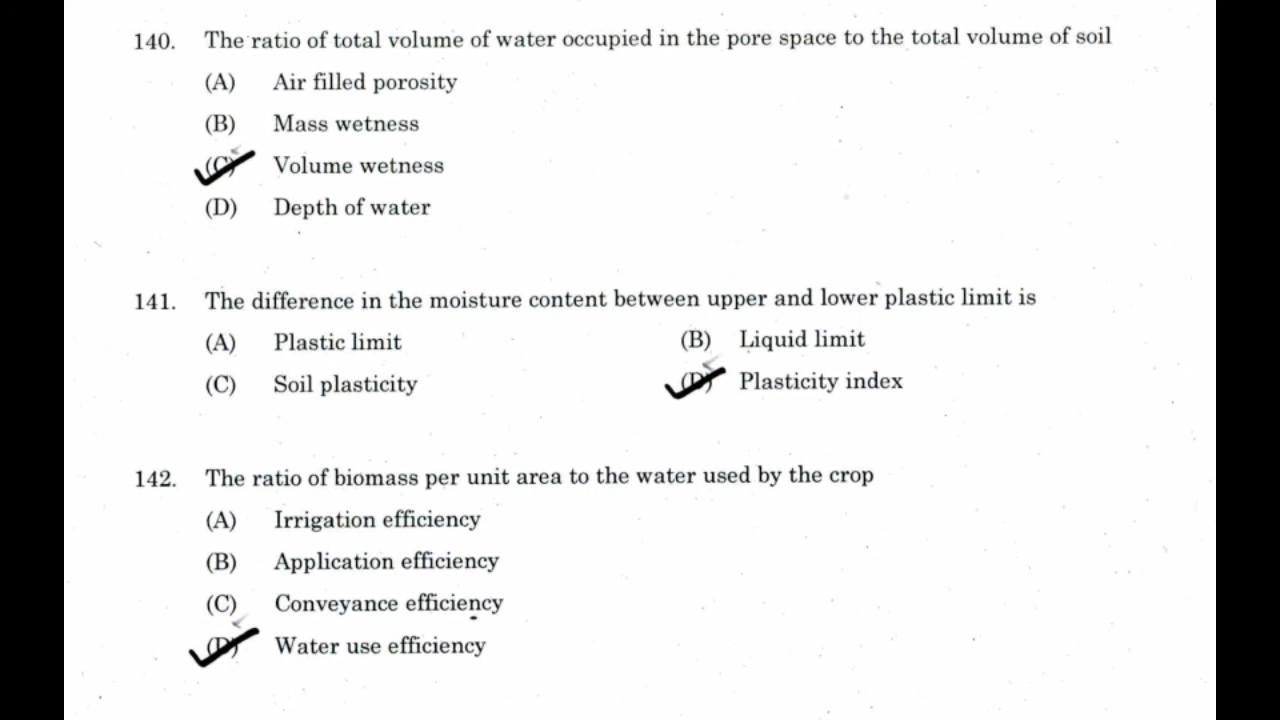 140. The ratio of total volume of water occupied in the pore space to the total volume of soil
(A) Air filled porosity
(B) Mass wetness
(C) Volume wetness
(D) Depth of water
141. The difference in the moisture content between upper and lower plastic limit is
(A) Plastic limit (B) Liquid limit
(C) Soil plasticity (D) Plasticity index
142. The ratio of biomass per unit area to the water used by the crop
(A) Irrigation efficiency
(B) Application efficiency
(C) Conveyance efficiency
(D) Water use efficiency